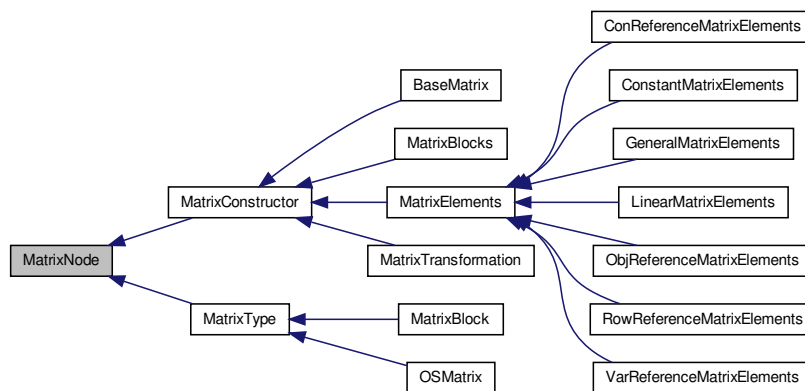 ConReferenceMatrixElements
BaseMatrix
ConstantMatrixElements
MatrixBlocks
GeneralMatrixElements
MatrixConstructor
MatrixElements
LinearMatrixElements
MatrixNode
MatrixTransformation
ObjReferenceMatrixElements
MatrixType
MatrixBlock
RowReferenceMatrixElements
OSMatrix
VarReferenceMatrixElements